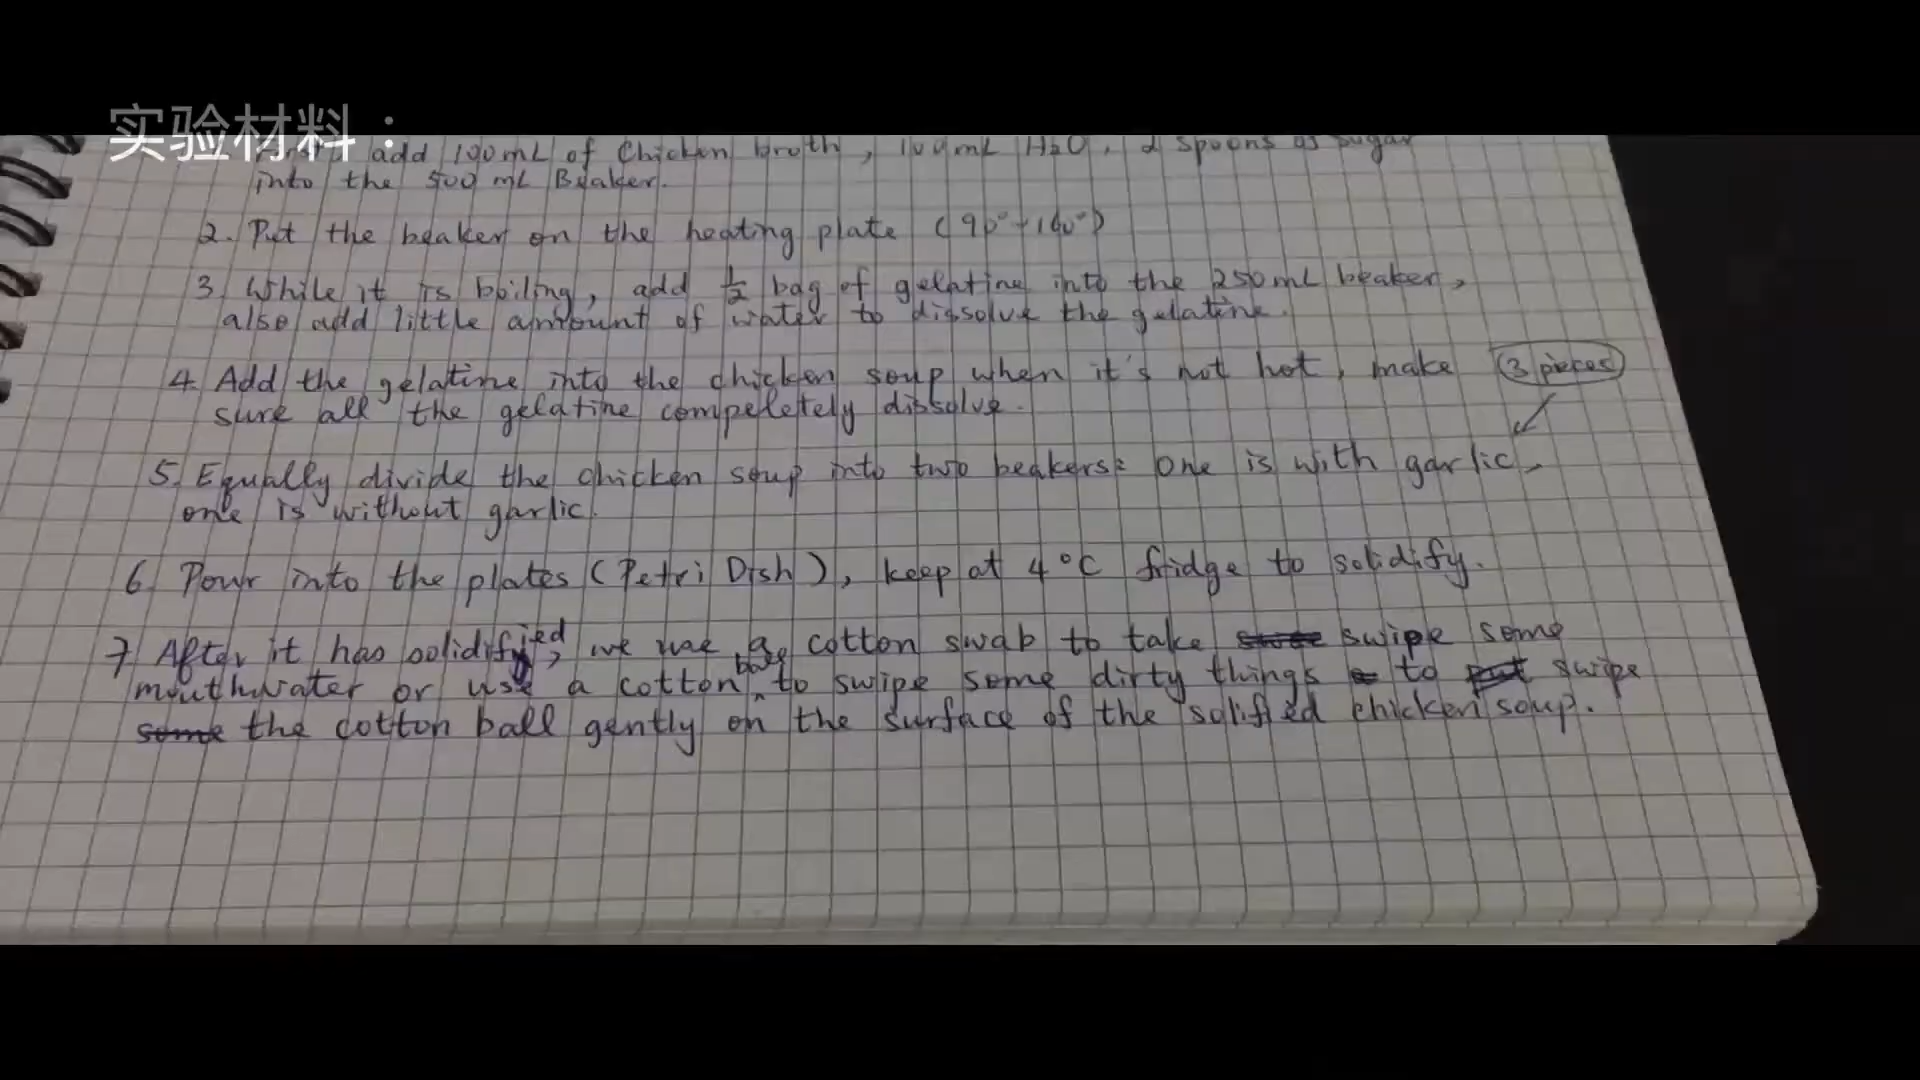 实验材料：
add 100mL of Chicken broth, 100mL H2O, 2 spoons of sugar
into the 500 mL Beaker.
2. Put the beaker on the heating plate (90°-100°)
3. While it is boiling, add 1/2 bag of gelatine into the 250mL beaker,
also add little amount of water to dissolve the gelatine.
4. Add the gelatine into the chicken soup when it's not hot, make
sure all the gelatine compeletely dissolve.
3 pieces
5. Equally divide the chicken soup into two beakers: one is with garlic,
one is without garlic.
6. Pour into the plates (Petri Dish), keep at 4°C fridge to solidify.
7. After it has solidified, we use a cotton swab to take swipe some
mouthwater or use a cotton ball to swipe some dirty things to swipe
the cotton ball gently on the surface of the solified chicken soup.